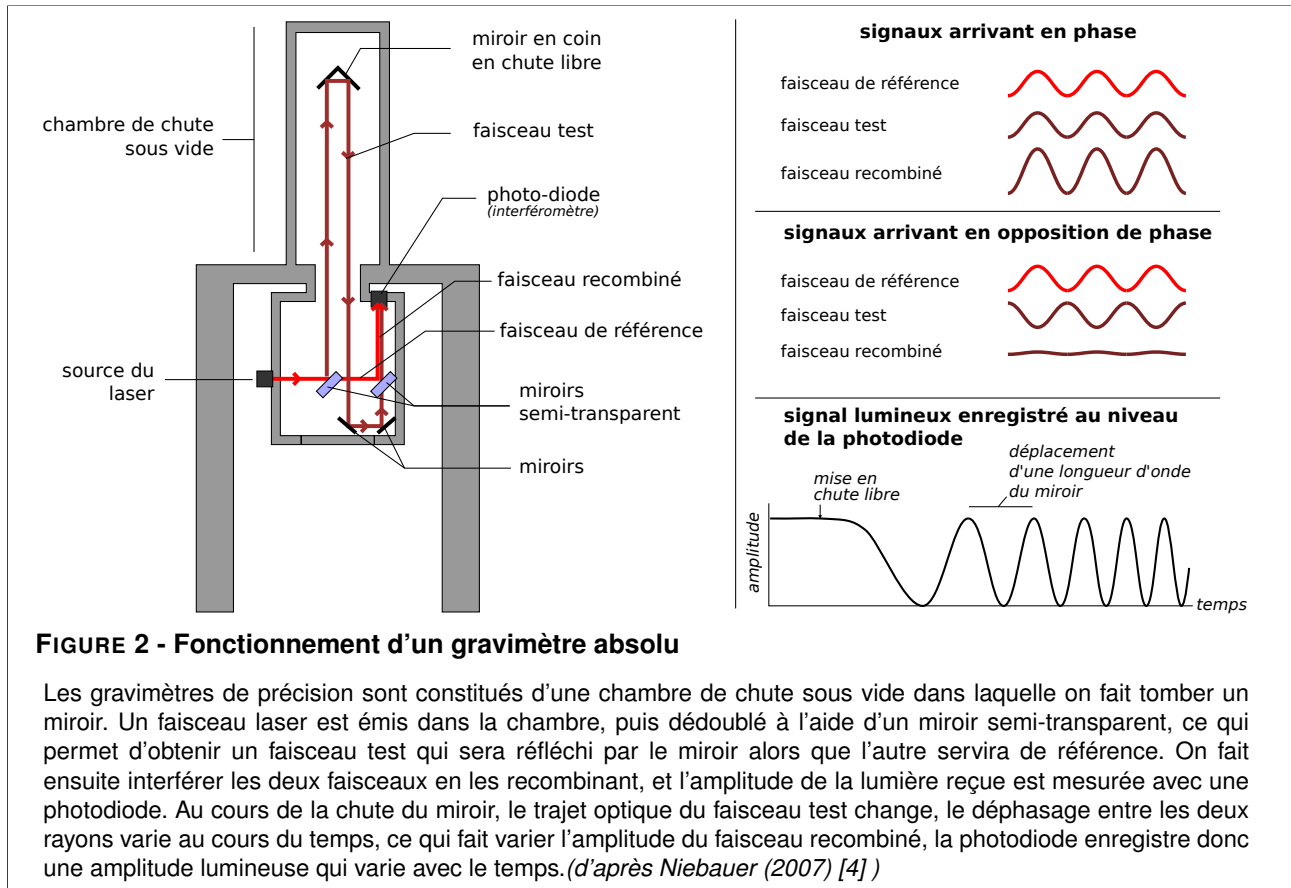 miroir en coin
en chute libre
chambre de chute
sous vide
faisceau test
photo-diode
(interféromètre)
faisceau recombiné
faisceau de référence
source du
laser
miroirs
semi-transparent
miroirs
signaux arrivant en phase
faisceau de référence
faisceau test
faisceau recombiné
signaux arrivant en opposition de phase
faisceau de référence
faisceau test
faisceau recombiné
signal lumineux enregistré au niveau
de la photodiode
déplacement
d'une longueur d'onde
du miroir
mise en
chute libre
amplitude
temps
FIGURE 2 - Fonctionnement d'un gravimètre absolu
Les gravimètres de précision sont constitués d'une chambre de chute sous vide dans laquelle on fait tomber un
miroir. Un faisceau laser est émis dans la chambre, puis dédoublé à l'aide d'un miroir semi-transparent, ce qui
permet d'obtenir un faisceau test qui sera réfléchi par le miroir alors que l'autre servira de référence. On fait
ensuite interférer les deux faisceaux en les recombinant, et l'amplitude de la lumière reçue est mesurée avec une
photodiode. Au cours de la chute du miroir, le trajet optique du faisceau test change, le déphasage entre les deux
rayons varie au cours du temps, ce qui fait varier l'amplitude du faisceau recombiné, la photodiode enregistre donc
une amplitude lumineuse qui varie avec le temps.(d'après Niebauer (2007) [4] )